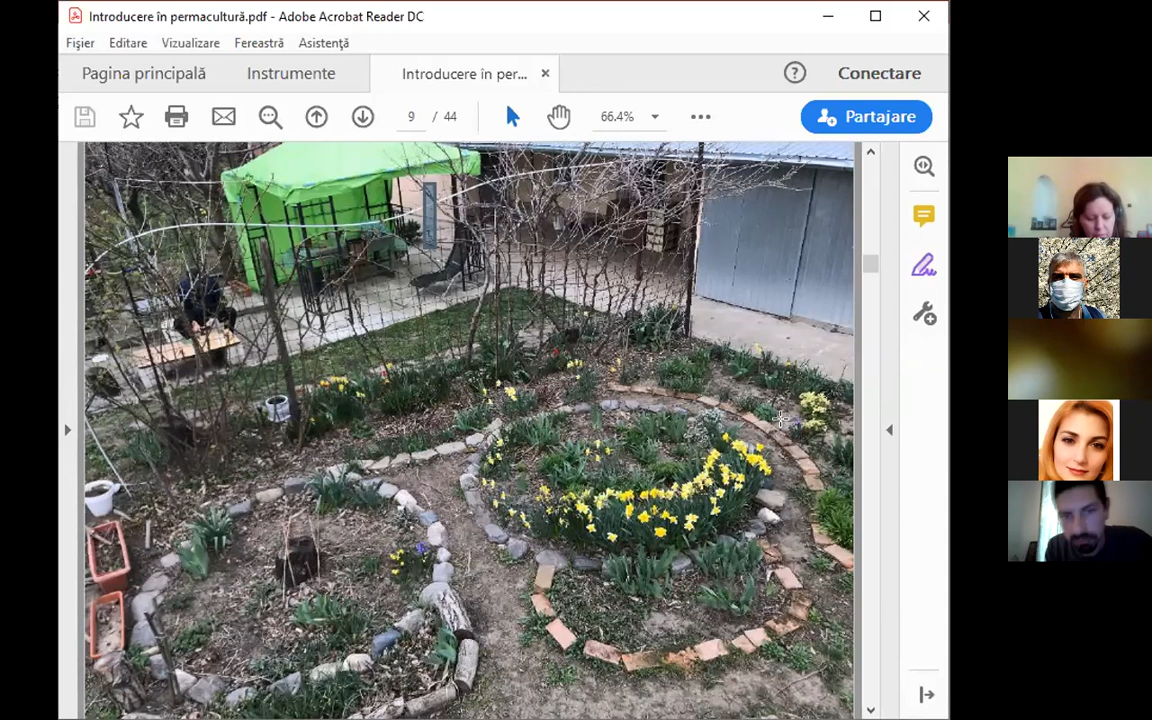 Introducere în permacultură.pdf - Adobe Acrobat Reader DC
Fișier Editare Vizualizare Fereastră Asistență
Pagina principală Instrumente Introducere în per... Conectare
9 / 44 66.4% Partajare